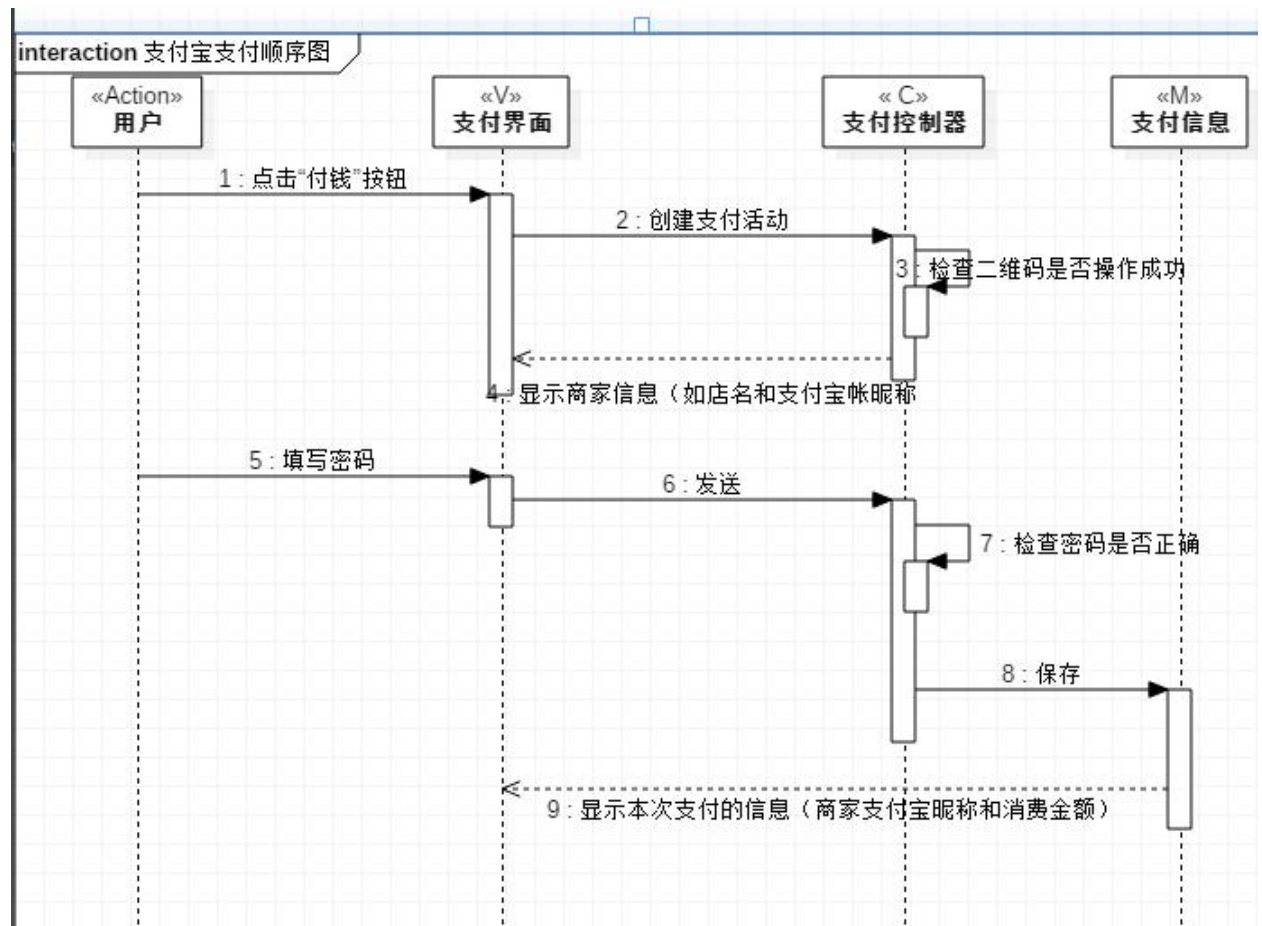 interaction 支付宝支付顺序图
«Action»
用户
«V»
支付界面
« C»
支付控制器
«M»
支付信息
1 : 点击“付钱”按钮
2 : 创建支付活动
3 : 检查二维码是否操作成功
4 : 显示商家信息（如店名和支付宝帐昵称
5 : 填写密码
6 : 发送
7 : 检查密码是否正确
8 : 保存
9 : 显示本次支付的信息（商家支付宝昵称和消费金额）